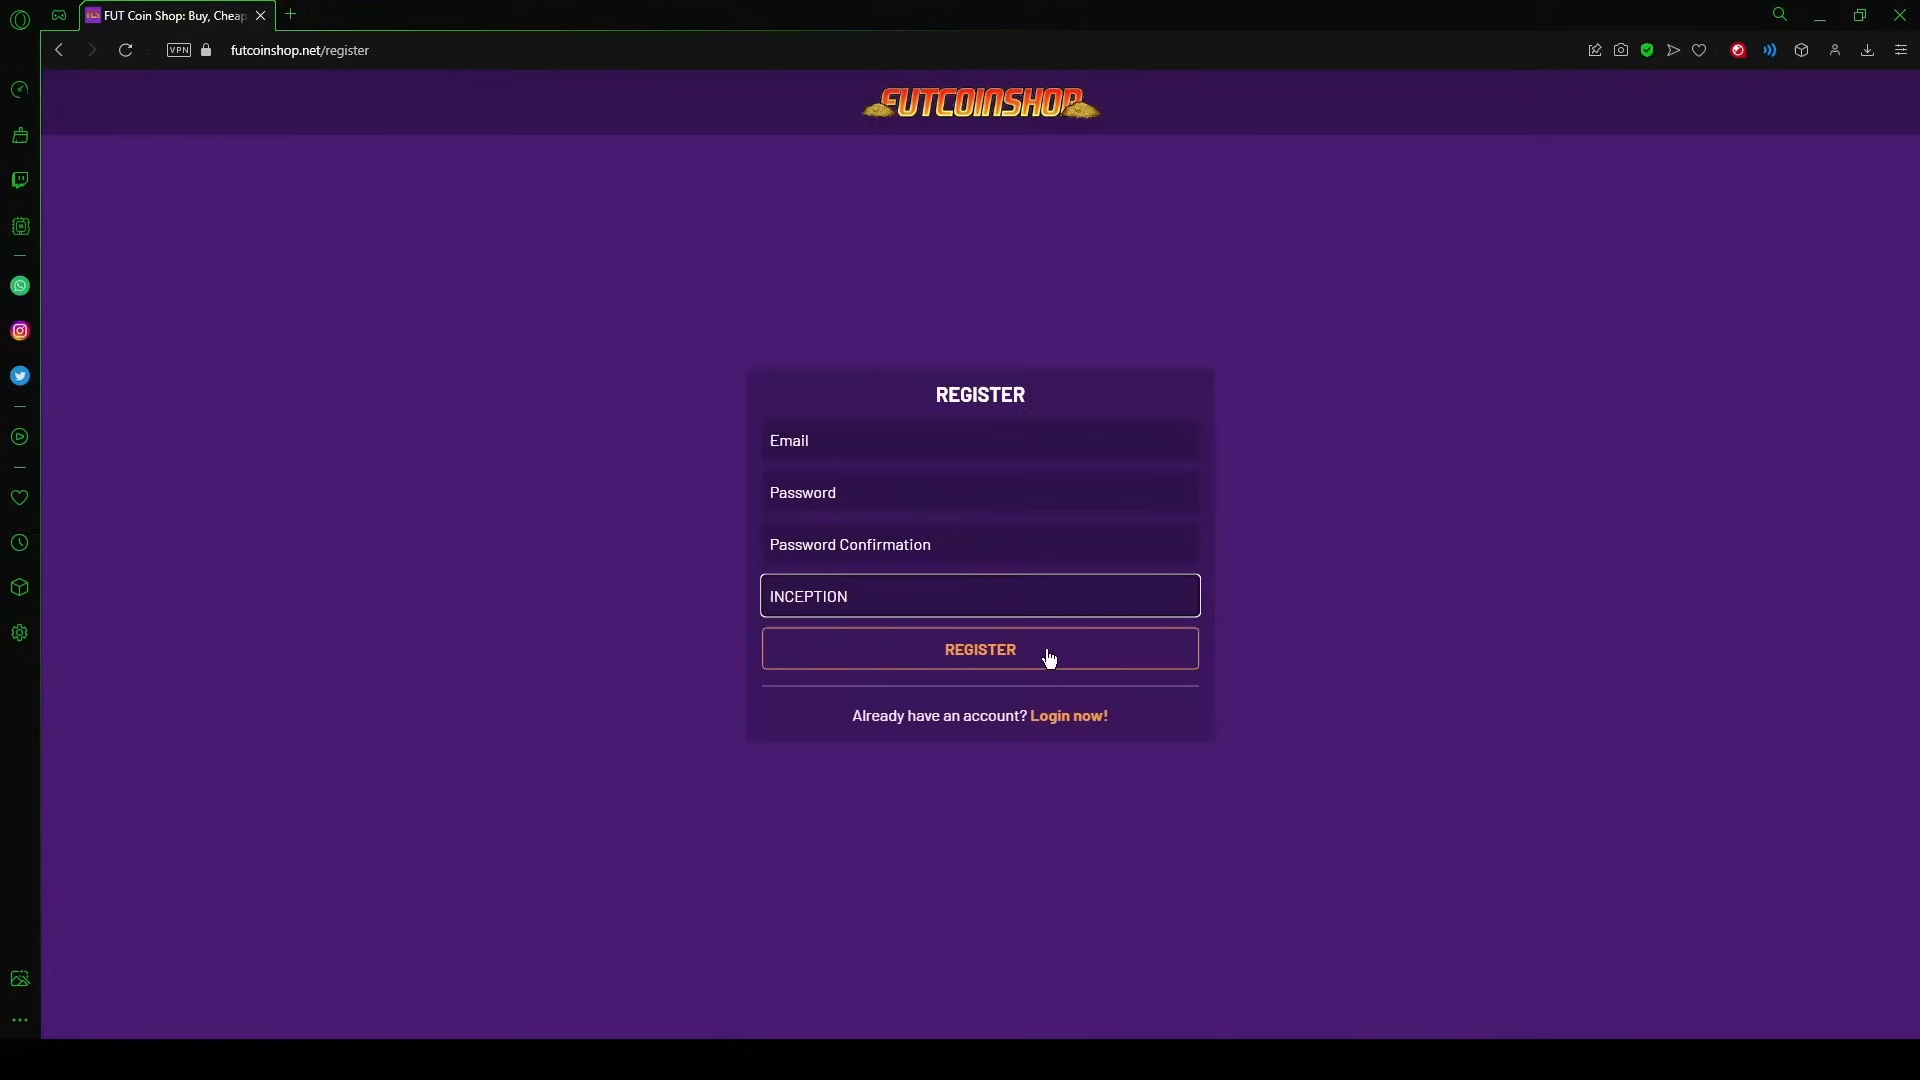 FUT Coin Shop: Buy, Cheap
VPN
futcoinshop.net/register
FUTCOINSHOP
REGISTER
Email
Password
Password Confirmation
INCEPTION
REGISTER
Already have an account? Login now!